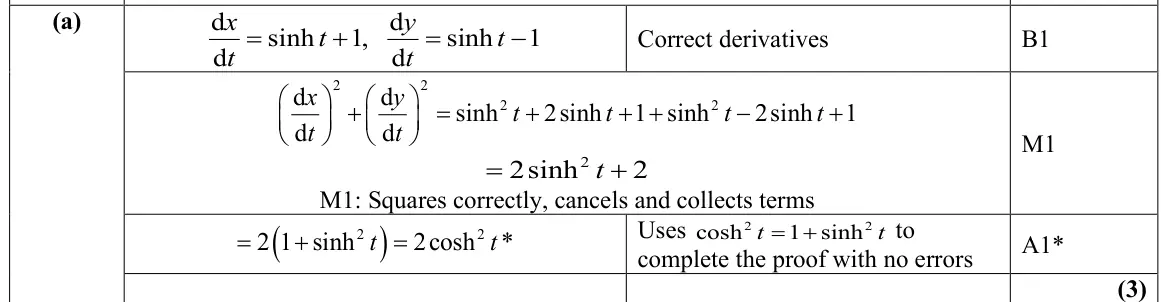 (a)
dx/dt = sinh t + 1, dy/dt = sinh t − 1 Correct derivatives B1
(dx/dt)² + (dy/dt)² = sinh² t + 2 sinh t + 1 + sinh² t − 2 sinh t + 1
= 2 sinh² t + 2
M1: Squares correctly, cancels and collects terms
M1
= 2(1 + sinh² t) = 2cosh² t *
Uses cosh² t = 1 + sinh² t to
complete the proof with no errors
A1*
(3)